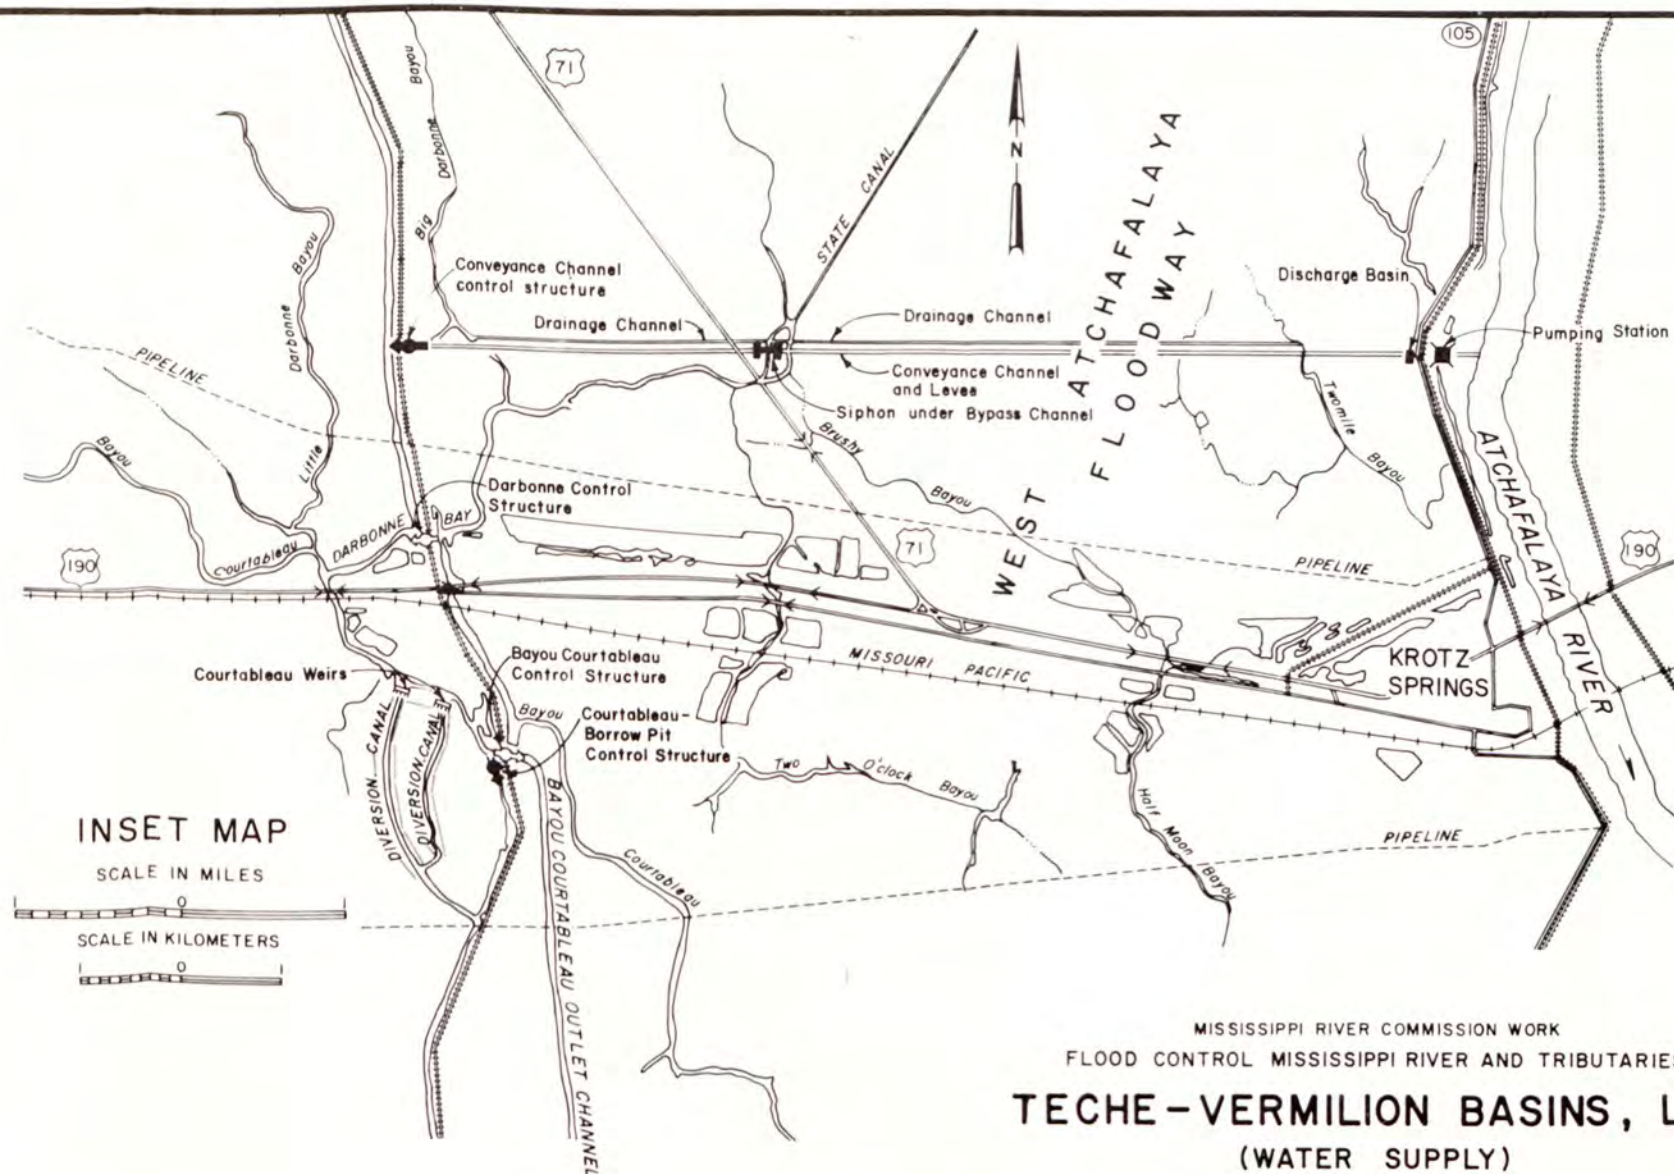 105
71
Bayou
Darbonne
Big
STATE CANAL
N
WEST ATCHAFALAYA
FLOODWAY
Bayou
Darbonne
Little
Conveyance Channel
control structure
Drainage Channel
Drainage Channel
Discharge Basin
Pumping Station
Conveyance Channel
and Levee
Siphon under Bypass Channel
PIPELINE
Twomile
Bayou
Brushy
Bayou
Bayou
Courtableau
Darbonne Control
Structure
DARBONNE BAY
190
71
PIPELINE
190
ATCHAFALAYA
RIVER
KROTZ
SPRINGS
MISSOURI PACIFIC
Courtableau Weirs
Bayou Courtableau
Control Structure
Courtableau-
Borrow Pit
Control Structure
DIVERSION CANAL
DIVERSION CANAL
Bayou
Courtableau
Two O'clock Bayou
Half Moon Bayou
PIPELINE
BAYOU COURTABLEAU OUTLET CHANNEL
INSET MAP
SCALE IN MILES
1 0 1
SCALE IN KILOMETERS
1 0 1
MISSISSIPPI RIVER COMMISSION WORK
FLOOD CONTROL MISSISSIPPI RIVER AND TRIBUTARIES
TECHE-VERMILION BASINS, L
(WATER SUPPLY)